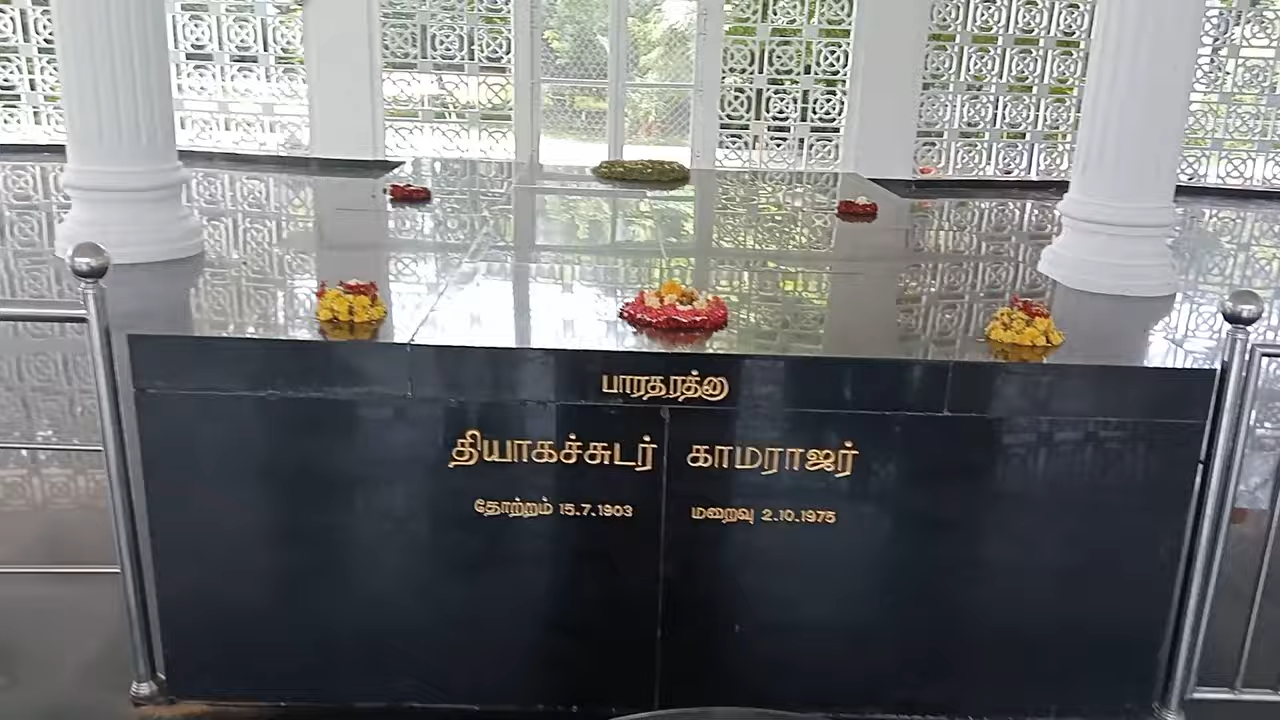 பாரதரத்னா
தியாகச்சுடர் காமராஜர்
தோற்றம் 15.7.1903 மறைவு 2.10.1975